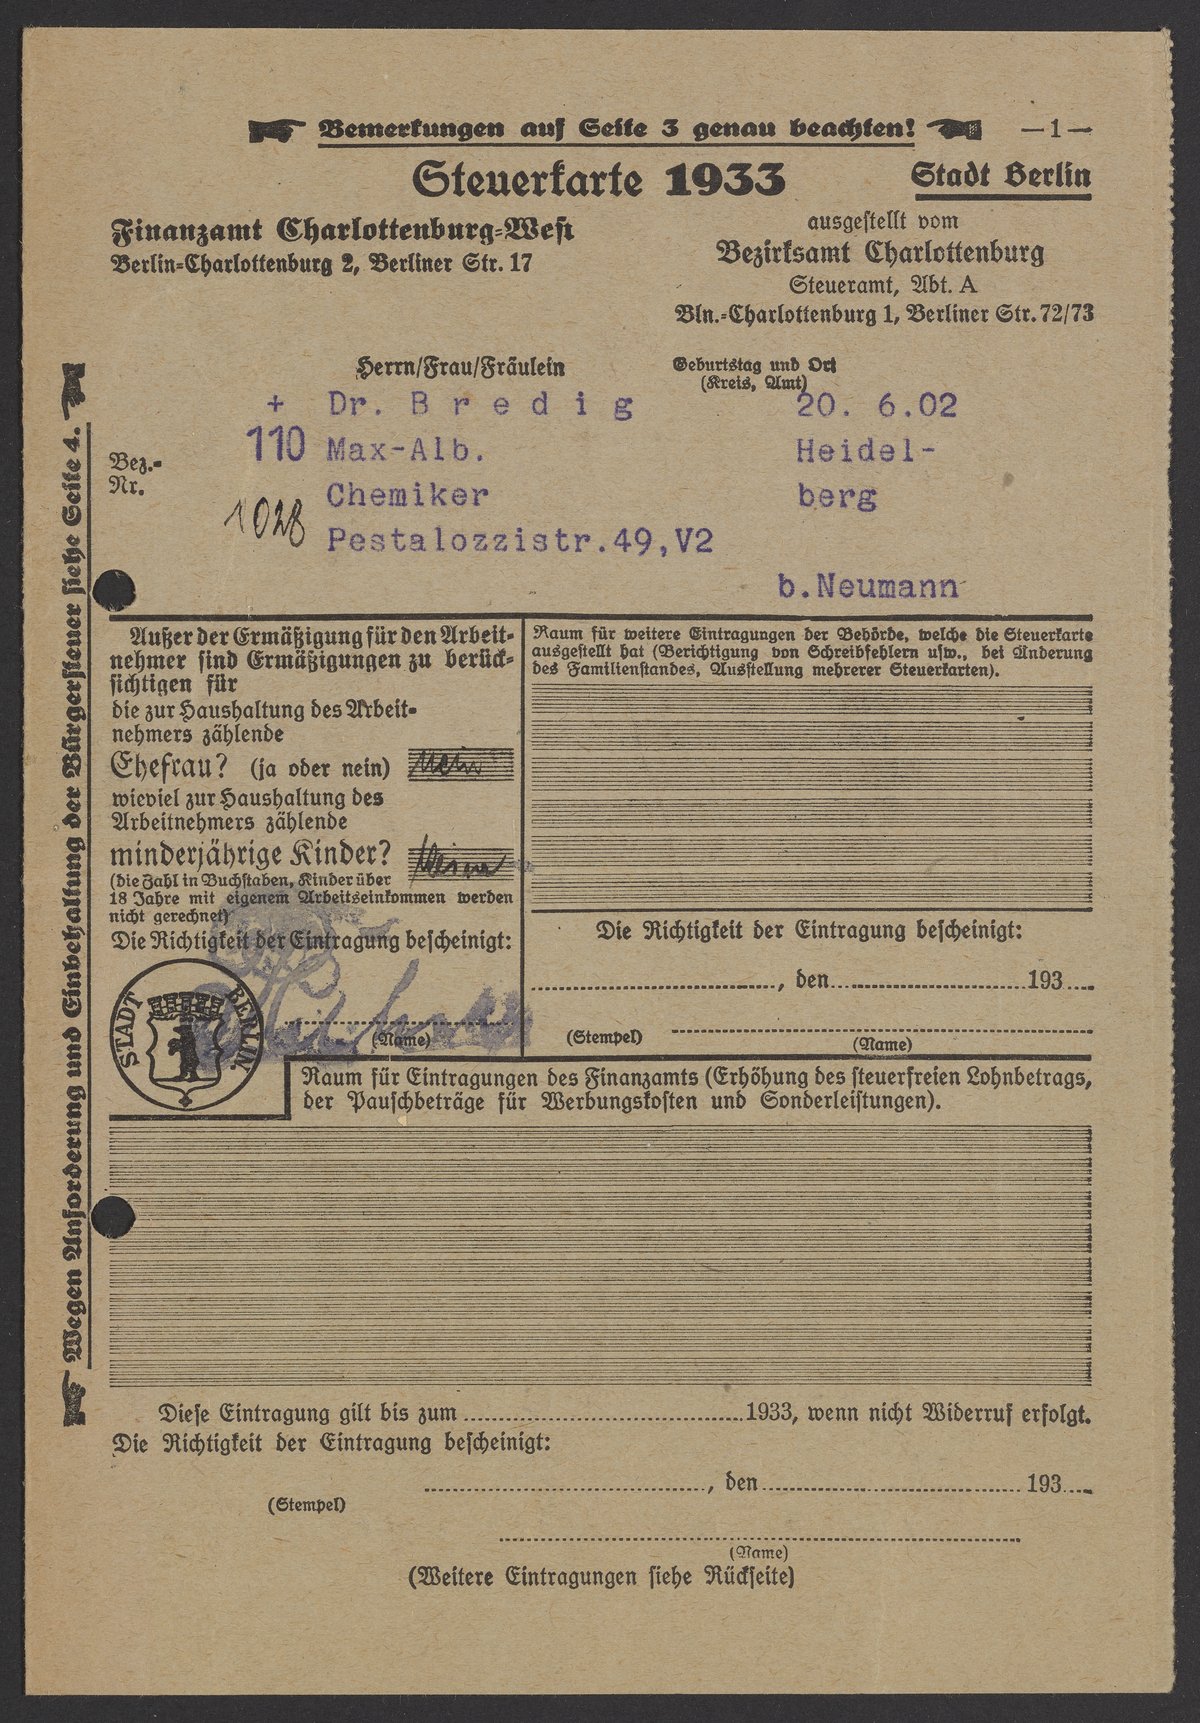 Bemerkungen auf Seite 3 genau beachten!
—1—
Steuerkarte 1933
Stadt Berlin
Finanzamt Charlottenburg-West
Berlin-Charlottenburg 2, Berliner Str. 17
ausgestellt vom
Bezirksamt Charlottenburg
Steueramt, Abt. A
Bln.-Charlottenburg 1, Berliner Str. 72/73
Herrn/Frau/Fräulein
Geburtstag und Ort
(Kreis, Amt)
+ Dr. B r e d i g 20. 6.02
Bez.-
Nr.
110 Max-Alb. Heidel-
Chemiker berg
1028
Pestalozzistr.49,V2
b.Neumann
Wegen Anforderung und Einbehaltung der Bürgersteuer siehe Seite 4.
Außer der Ermäßigung für den Arbeit-
nehmer sind Ermäßigungen zu berück-
sichtigen für
die zur Haushaltung des Arbeit-
nehmers zählende
Ehefrau? (ja oder nein) nein
wieviel zur Haushaltung des
Arbeitnehmers zählende
minderjährige Kinder? keine
(die Zahl in Buchstaben, Kinder über
18 Jahre mit eigenem Arbeitseinkommen werden
nicht gerechnet)
Die Richtigkeit der Eintragung bescheinigt:
(Name)
STADT BERLIN.
Raum für weitere Eintragungen der Behörde, welche die Steuerkarte
ausgestellt hat (Berichtigung von Schreibfehlern usw., bei Änderung
des Familienstandes, Ausstellung mehrerer Steuerkarten).
Die Richtigkeit der Eintragung bescheinigt:
, den 193
(Stempel)
(Name)
Raum für Eintragungen des Finanzamts (Erhöhung des steuerfreien Lohnbetrags,
der Pauschbeträge für Werbungskosten und Sonderleistungen).
Diese Eintragung gilt bis zum 1933, wenn nicht Widerruf erfolgt.
Die Richtigkeit der Eintragung bescheinigt:
, den 193
(Stempel)
(Name)
(Weitere Eintragungen siehe Rückseite)